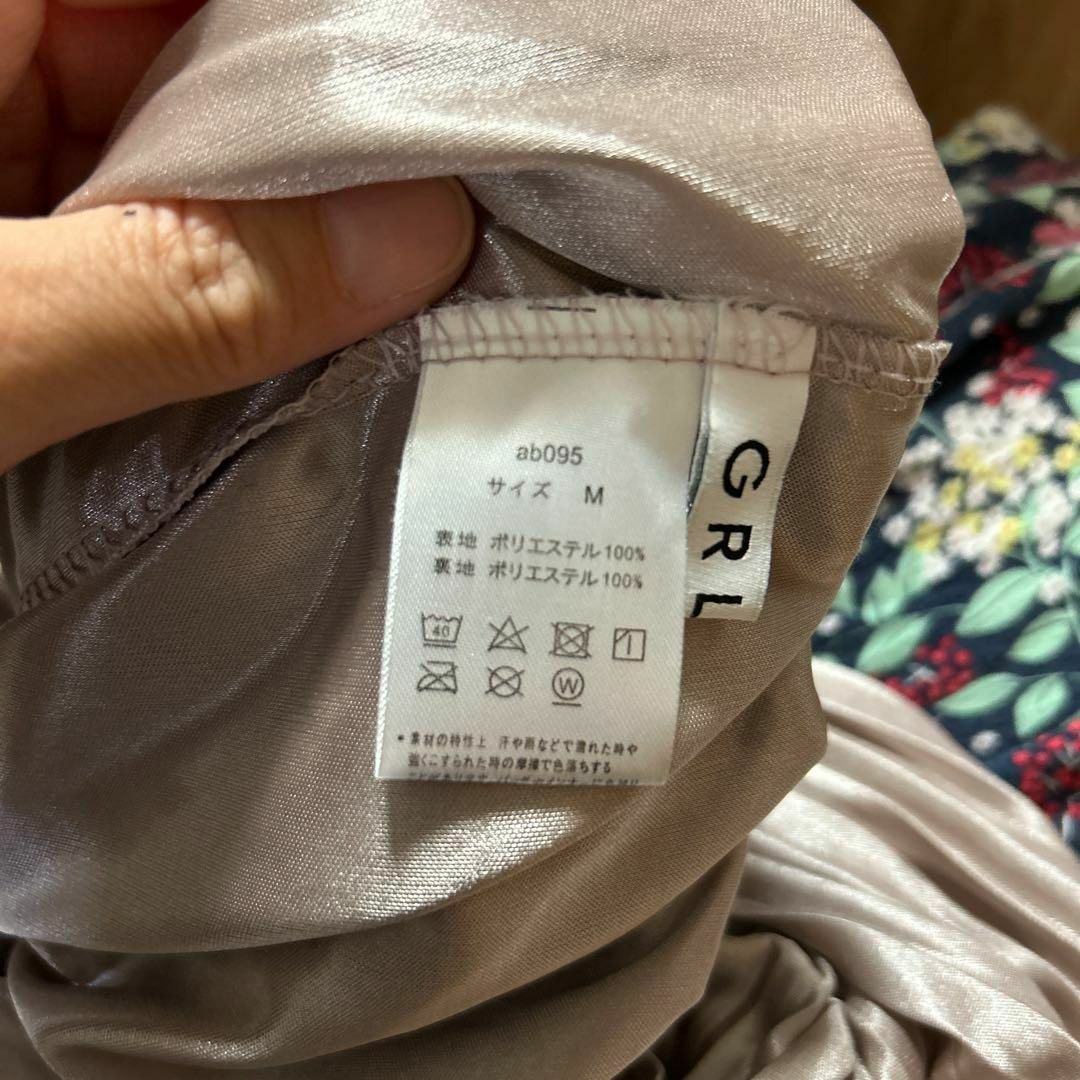 ab095
サイズ M
表地 ポリエステル100%
裏地 ポリエステル100%
40
W
*素材の特性上 汗や雨などで濡れた時や
強くこすられた時の摩擦で色落ちする
GRL